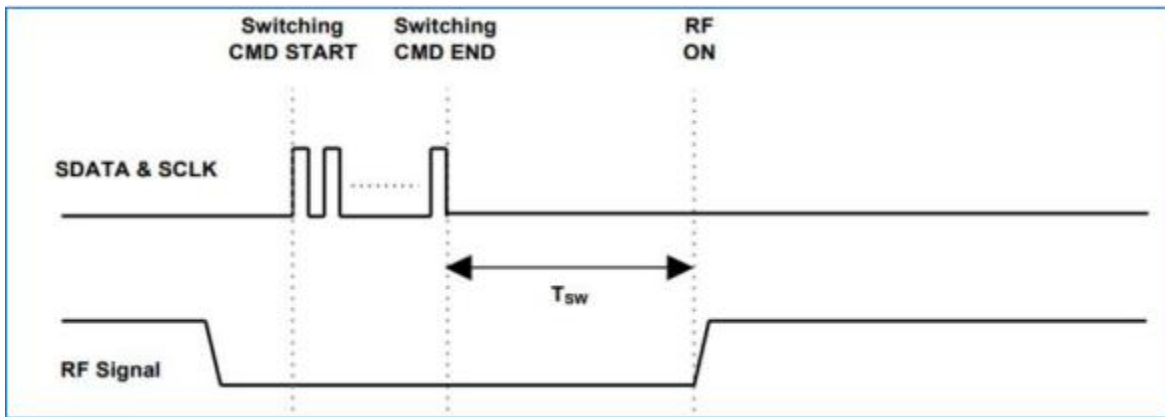 Switching
CMD START
Switching
CMD END
RF
ON
SDATA & SCLK
Tsw
RF Signal